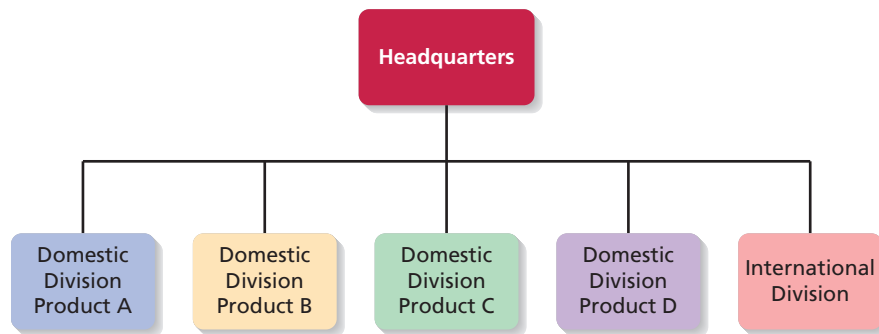 Headquarters
Domestic
Division
Product A
Domestic
Division
Product B
Domestic
Division
Product C
Domestic
Division
Product D
International
Division